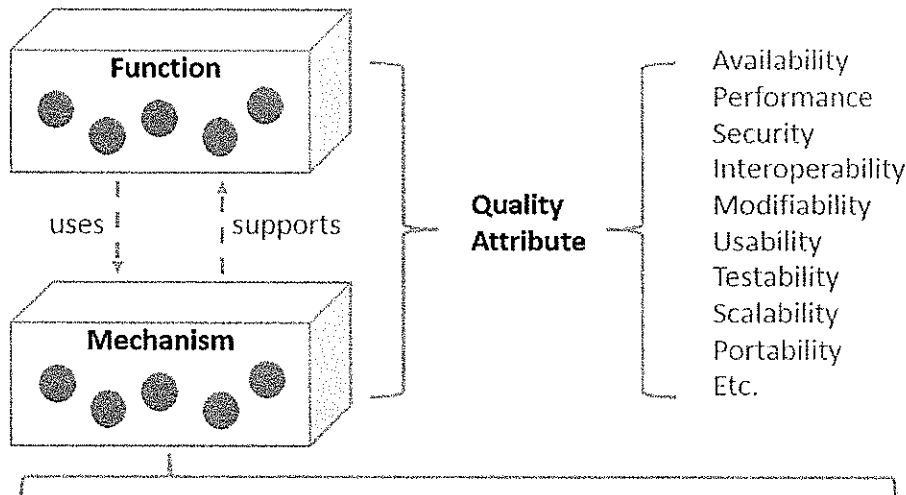 Function
uses
supports
Mechanism
Quality
Attribute
Availability
Performance
Security
Interoperability
Modifiability
Usability
Testability
Scalability
Portability
Etc.